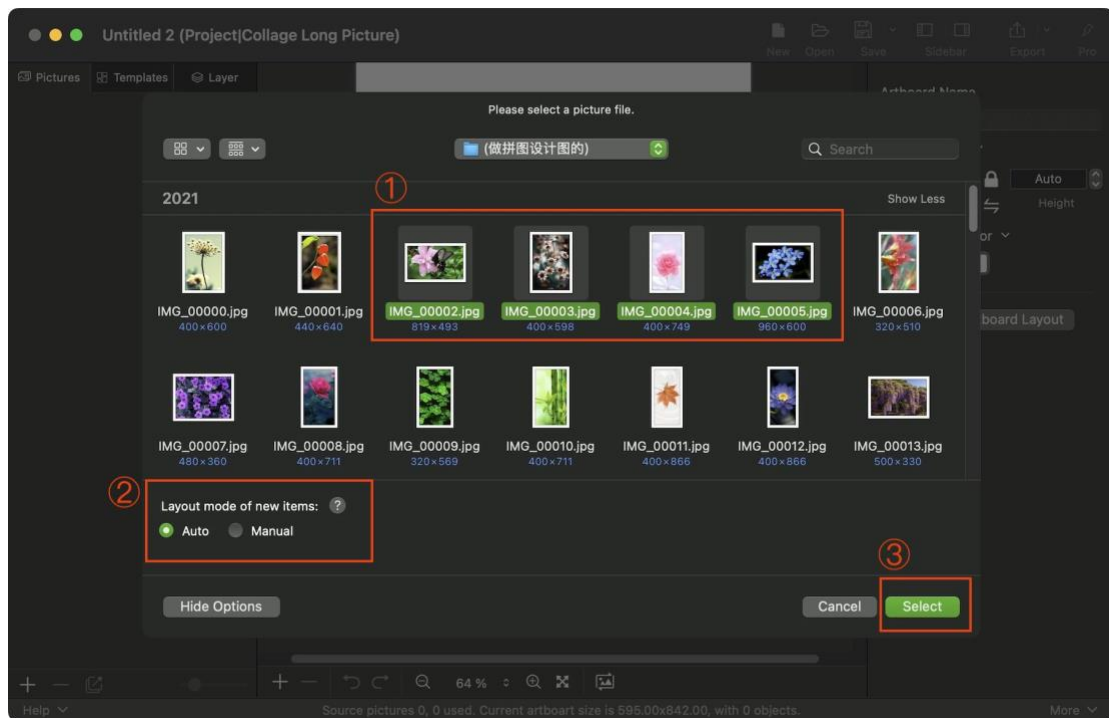 Untitled 2 (Project|Collage Long Picture)
New Open Save Sidebar Export Pro
Pictures Templates Layer
Artboard Name
Please select a picture file.
(做拼图设计图的)
Search
①
2021
Show Less
Auto
Height
or
IMG_00000.jpg IMG_00001.jpg IMG_00002.jpg IMG_00003.jpg IMG_00004.jpg IMG_00005.jpg IMG_00006.jpg
400×600 440×640 819×493 400×598 400×749 960×600 320×510
board Layout
IMG_00007.jpg IMG_00008.jpg IMG_00009.jpg IMG_00010.jpg IMG_00011.jpg IMG_00012.jpg IMG_00013.jpg
480×360 400×711 320×569 400×711 400×866 400×866 500×330
②
Layout mode of new items: ?
Auto Manual
③
Hide Options
Cancel Select
64 %
Help
Source pictures 0, 0 used. Current artboart size is 595.00x842.00, with 0 objects.
More